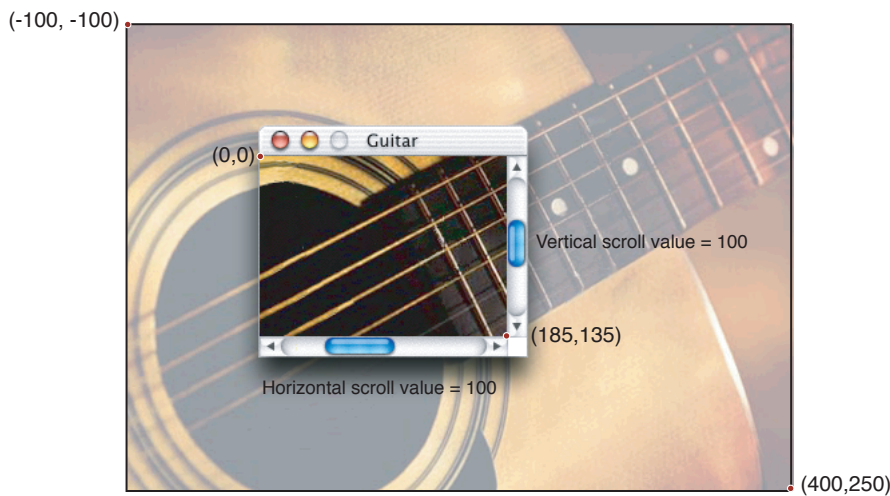 (-100, -100)
Guitar
(0,0)
Vertical scroll value = 100
(185,135)
Horizontal scroll value = 100
(400,250)